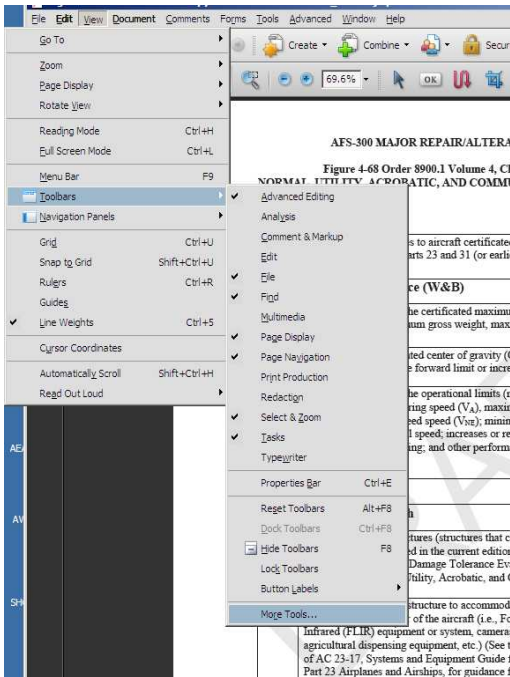 File Edit View Document Comments Forms Tools Advanced Window Help
Go To
Zoom
Page Display
Rotate View
Reading Mode Ctrl+H
Full Screen Mode Ctrl+L
Menu Bar F9
Toolbars
Navigation Panels
Grid Ctrl+U
Snap to Grid Shift+Ctrl+U
Rulers Ctrl+R
Guides
Line Weights Ctrl+5
Cursor Coordinates
Automatically Scroll Shift+Ctrl+H
Read Out Loud
Advanced Editing
Analysis
Comment & Markup
Edit
File
Find
Multimedia
Page Display
Page Navigation
Print Production
Redaction
Select & Zoom
Tasks
Typewriter
Properties Bar Ctrl+E
Reset Toolbars Alt+F8
Dock Toolbars Ctrl+F8
Hide Toolbars F8
Lock Toolbars
Button Labels
More Tools...
Create Combine Secur
69.6% OK
AFS-300 MAJOR REPAIR/ALTERA
Figure 4-68 Order 8900.1 Volume 4, C
NORMAL, UTILITY, ACROBATIC, AND COMMU
s to aircraft certificate
arts 23 and 31 (or earli
ce (W&B)
he certificated maximu
um gross weight, max
ated center of gravity (
e forward limit or incre
he operational limits (
ring speed (VA), maxi
eed speed (VNE); mini
l speed; increases or re
ing; and other perform
h
tures (structures that c
ed in the current edition
Damage Tolerance Ev
Utility, Acrobatic, and
structure to accommod
r of the aircraft (i.e., Fo
Infrared (FLIR) equipment or system, camera
agricultural dispensing equipment, etc.) (See
of AC 23-17, Systems and Equipment Guide
Part 23 Airplanes and Airships, for guidance
AE
AV
SH